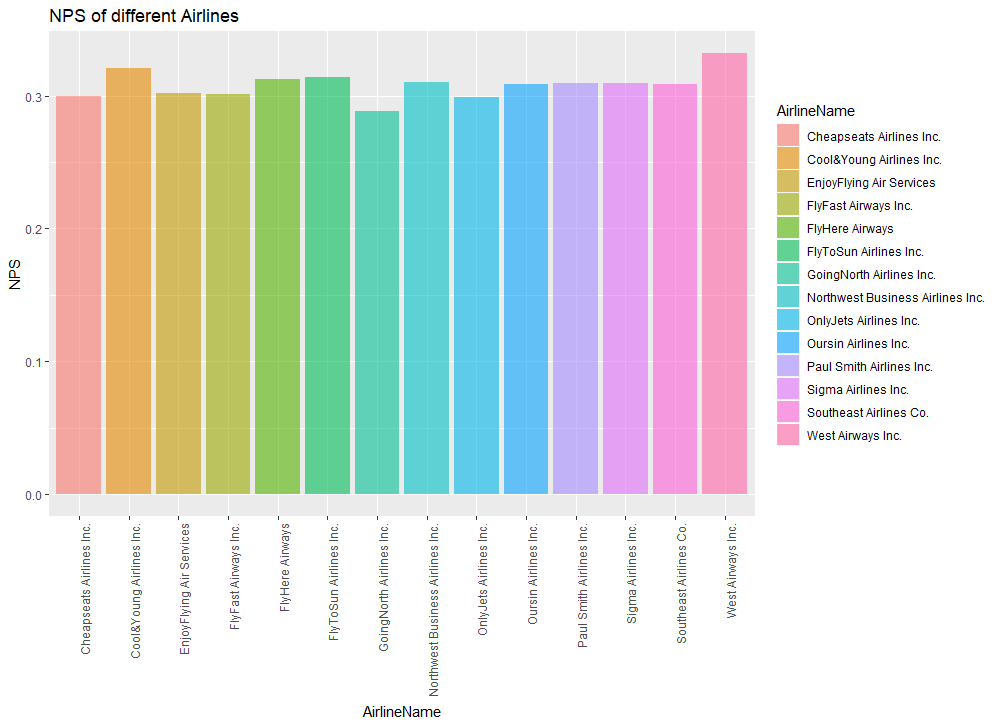 NPS of different Airlines
NPS
0.3
0.2
0.1
0.0
Cheapseats Airlines Inc.
Cool&Young Airlines Inc.
EnjoyFlying Air Services
FlyFast Airways Inc.
FlyHere Airways
FlyToSun Airlines Inc.
GoingNorth Airlines Inc.
Northwest Business Airlines Inc.
OnlyJets Airlines Inc.
Oursin Airlines Inc.
Paul Smith Airlines Inc.
Sigma Airlines Inc.
Southeast Airlines Co.
West Airways Inc.
AirlineName
AirlineName
Cheapseats Airlines Inc.
Cool&Young Airlines Inc.
EnjoyFlying Air Services
FlyFast Airways Inc.
FlyHere Airways
FlyToSun Airlines Inc.
GoingNorth Airlines Inc.
Northwest Business Airlines Inc.
OnlyJets Airlines Inc.
Oursin Airlines Inc.
Paul Smith Airlines Inc.
Sigma Airlines Inc.
Southeast Airlines Co.
West Airways Inc.